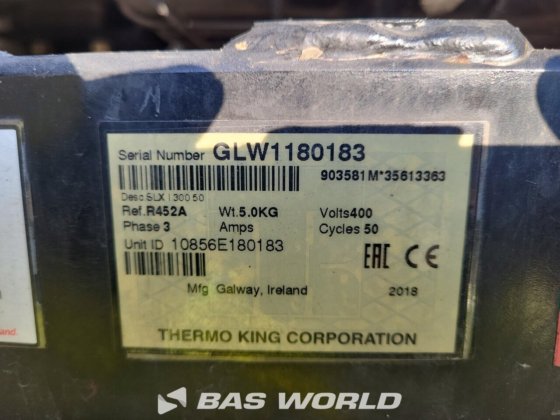 Serial Number GLW1180183
903581M*35613363
Desc SLX i 300 50
Ref.R452A Wt.5.0KG Volts400
Phase 3 Amps Cycles 50
Unit ID 10856E180183
EAC CE
Mfg Galway, Ireland 2018
THERMO KING CORPORATION
BAS WORLD